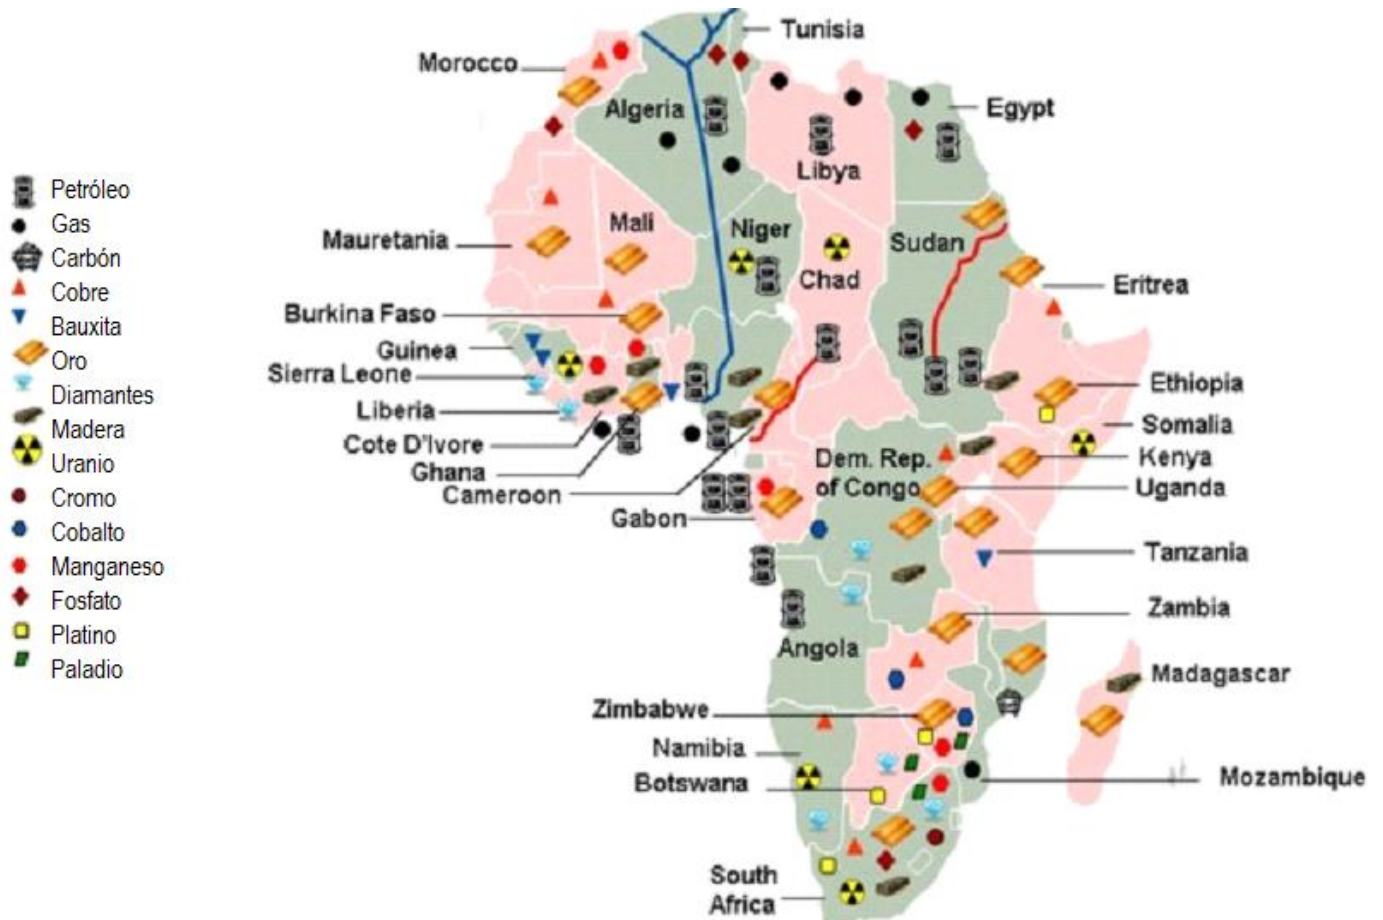 Petróleo
Gas
Carbón
Cobre
Bauxita
Oro
Diamantes
Madera
Uranio
Cromo
Cobalto
Manganeso
Fosfato
Platino
Paladio
Tunisia
Morocco
Algeria
Egypt
Libya
Mali
Niger
Sudan
Mauretania
Chad
Eritrea
Burkina Faso
Guinea
Sierra Leone
Ethiopia
Liberia
Somalia
Cote D'Ivore
Ghana
Cameroon
Dem. Rep.
of Congo
Kenya
Uganda
Gabon
Tanzania
Zambia
Angola
Madagascar
Zimbabwe
Namibia
Botswana
Mozambique
South
Africa